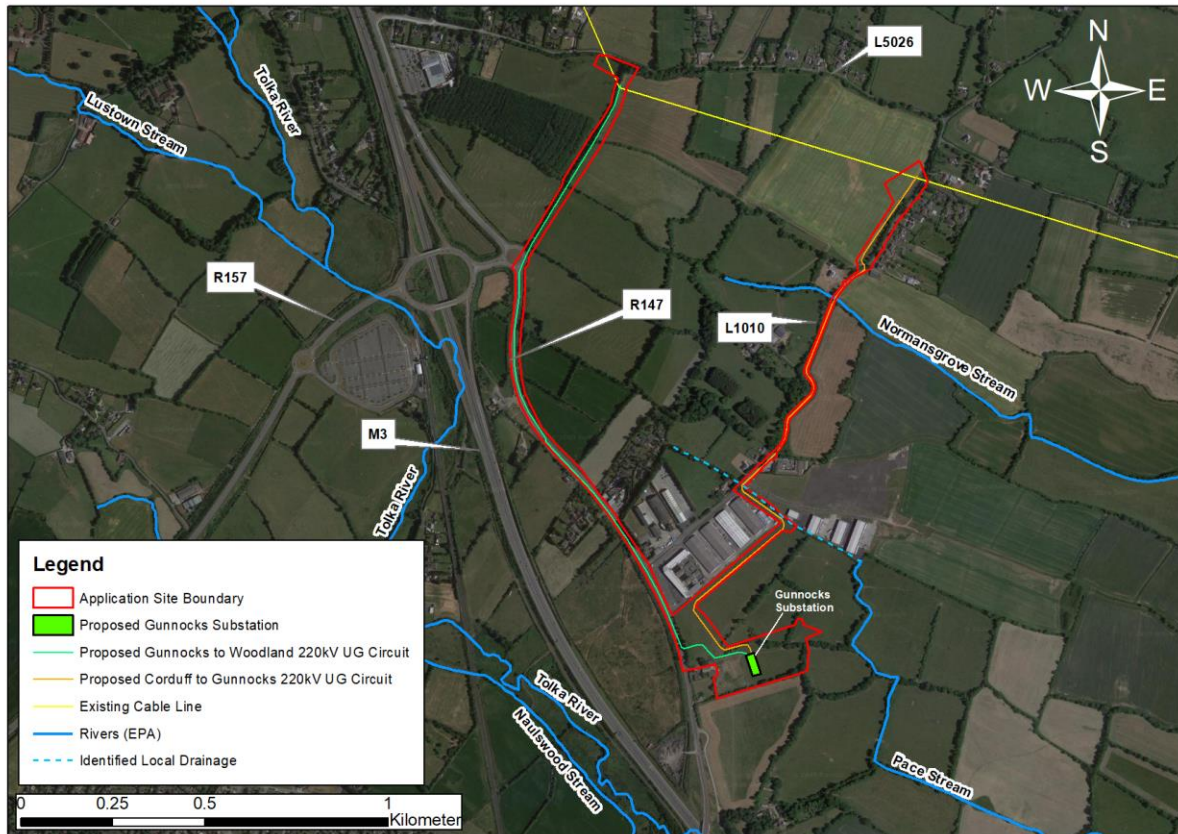 L5026
N
W E
S
Tolka River
Lustown Stream
R157
R147
L1010
Normansgrove Stream
M3
Tolka River
Gunnocks
Substation
Tolka River
Naulswood Stream
Pace Stream
Legend
Application Site Boundary
Proposed Gunnocks Substation
Proposed Gunnocks to Woodland 220kV UG Circuit
Proposed Corduff to Gunnocks 220kV UG Circuit
Existing Cable Line
Rivers (EPA)
Identified Local Drainage
0 0.25 0.5 1
Kilometer